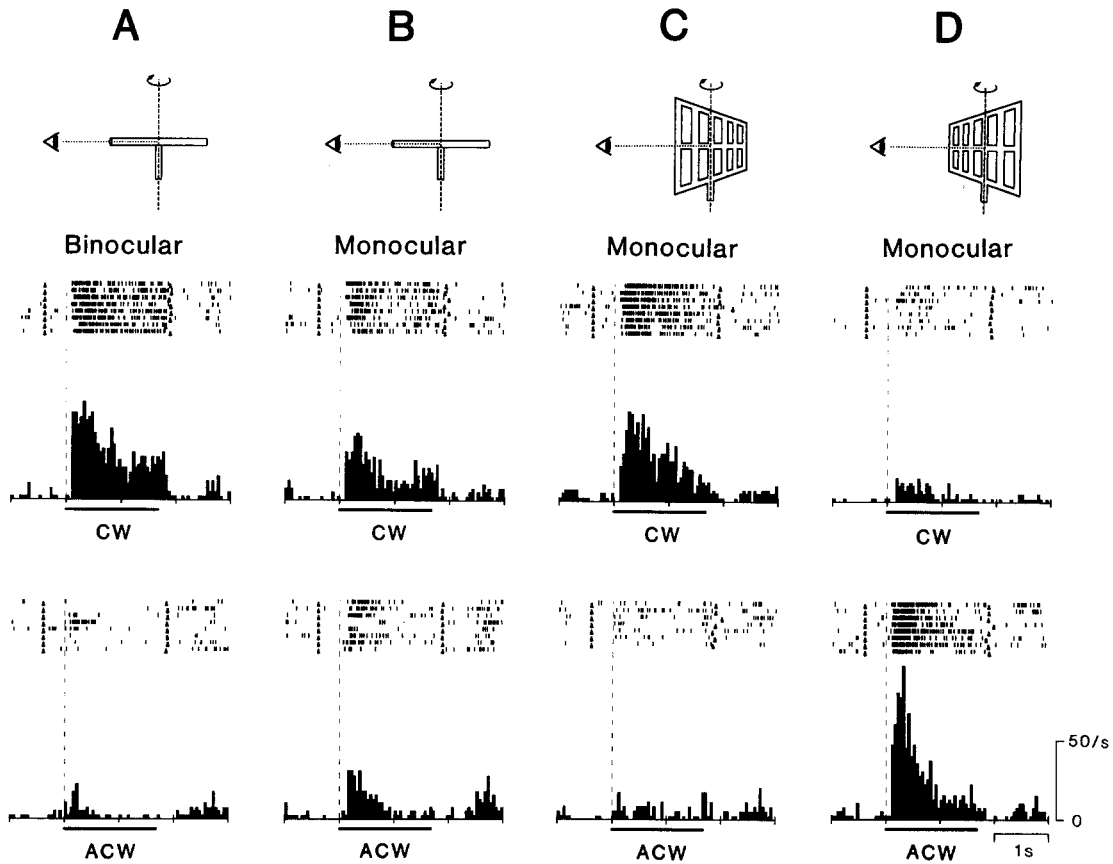 A B C D
Binocular Monocular Monocular Monocular
CW CW CW CW
50/s
0
ACW ACW ACW ACW 1s